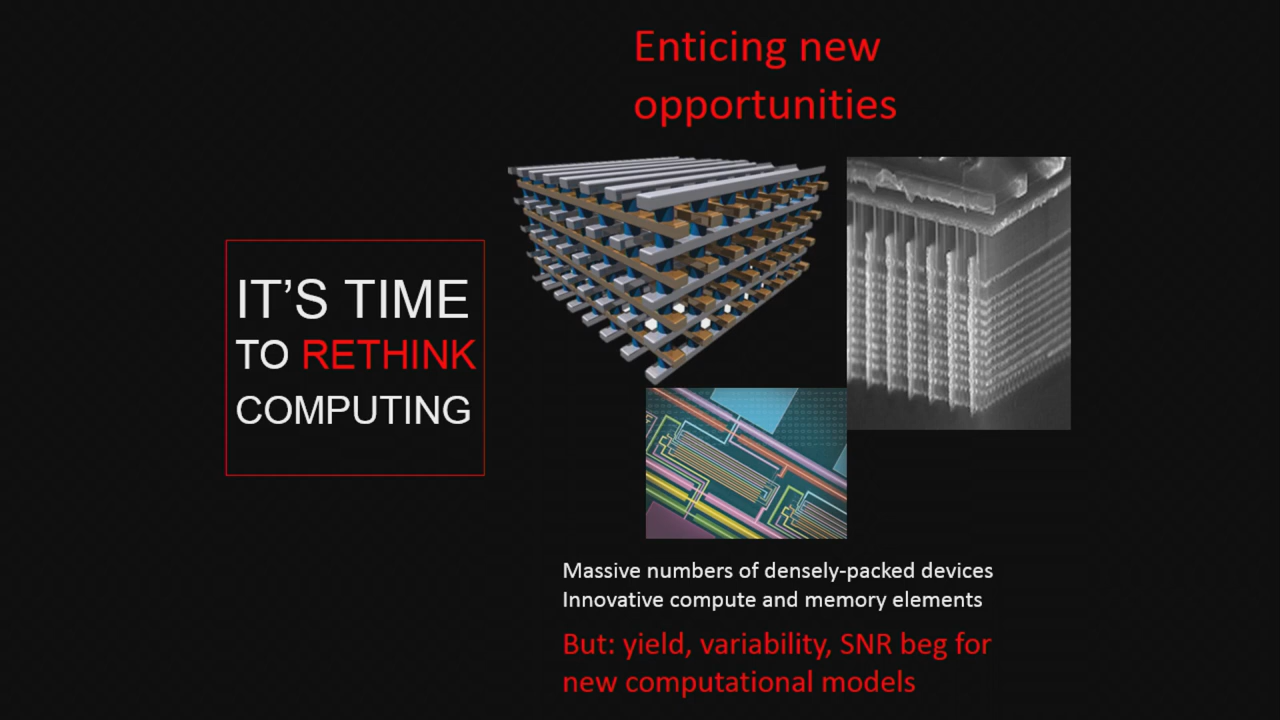 Enticing new
opportunities
IT’S TIME
TO RETHINK
COMPUTING
Massive numbers of densely-packed devices
Innovative compute and memory elements
But: yield, variability, SNR beg for
new computational models